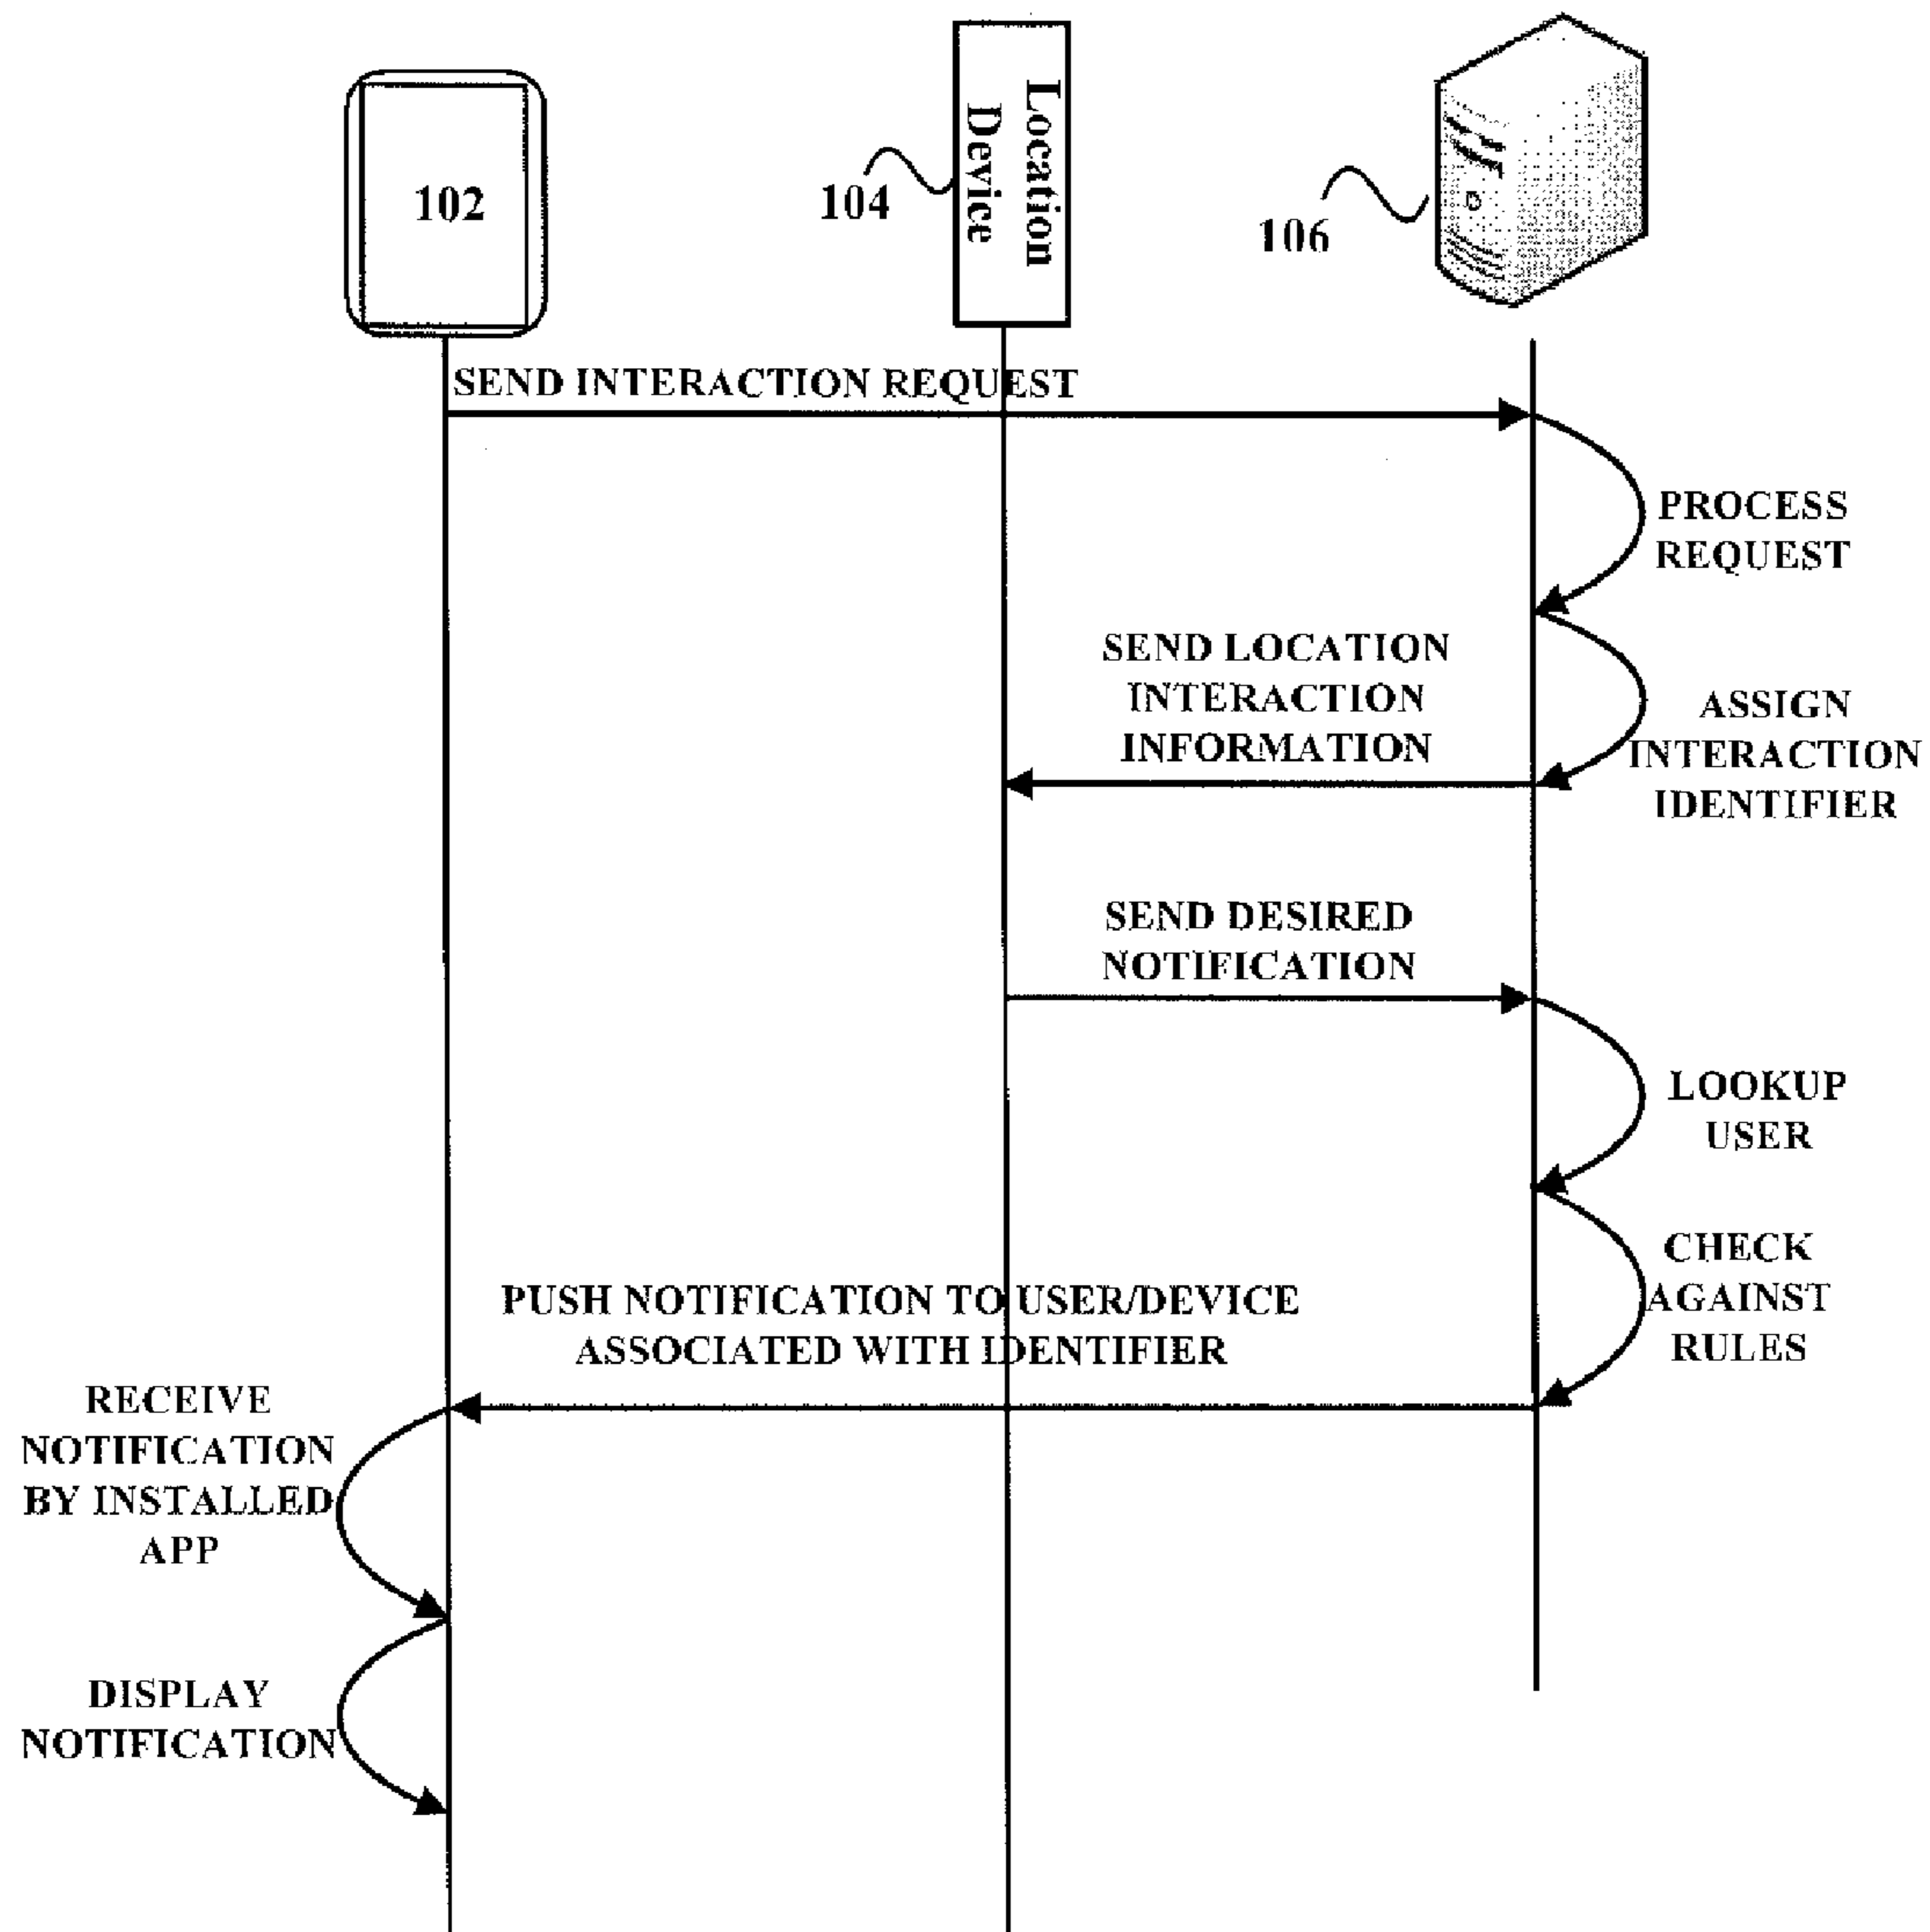 102
104
Location
Device
106
SEND INTERACTION REQUEST
PROCESS
REQUEST
SEND LOCATION
INTERACTION
INFORMATION
ASSIGN
INTERACTION
IDENTIFIER
SEND DESIRED
NOTIFICATION
LOOKUP
USER
CHECK
AGAINST
RULES
PUSH NOTIFICATION TO USER/DEVICE
ASSOCIATED WITH IDENTIFIER
RECEIVE
NOTIFICATION
BY INSTALLED
APP
DISPLAY
NOTIFICATION